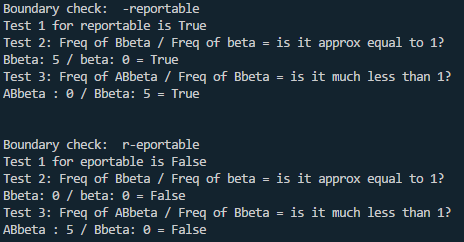 Boundary check:  -reportable
Test 1 for reportable is True
Test 2: Freq of Bbeta / Freq of beta = is it approx equal to 1?
Bbeta: 5 / beta: 0 = True
Test 3: Freq of ABbeta / Freq of Bbeta = is it much less than 1?
ABbeta : 0 / Bbeta: 5 = True
Boundary check:  r-eportable
Test 1 for eportable is False
Test 2: Freq of Bbeta / Freq of beta = is it approx equal to 1?
Bbeta: 0 / beta: 0 = False
Test 3: Freq of ABbeta / Freq of Bbeta = is it much less than 1?
ABbeta : 5 / Bbeta: 0 = False